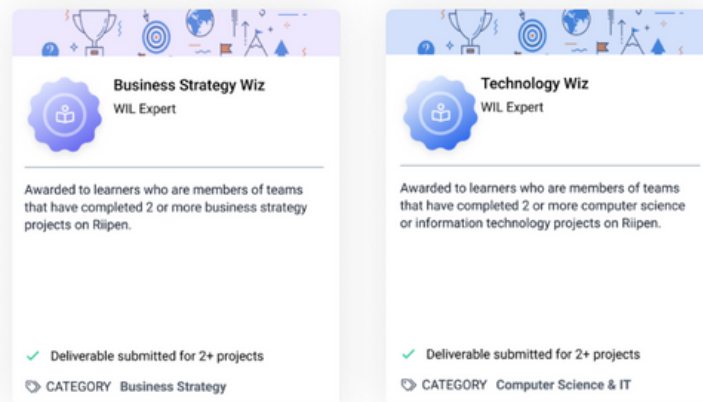 Business Strategy Wiz
WIL Expert
Awarded to learners who are members of teams
that have completed 2 or more business strategy
projects on Riipen.
Deliverable submitted for 2+ projects
CATEGORY Business Strategy
Technology Wiz
WIL Expert
Awarded to learners who are members of teams
that have completed 2 or more computer science
or information technology projects on Riipen.
Deliverable submitted for 2+ projects
CATEGORY Computer Science & IT